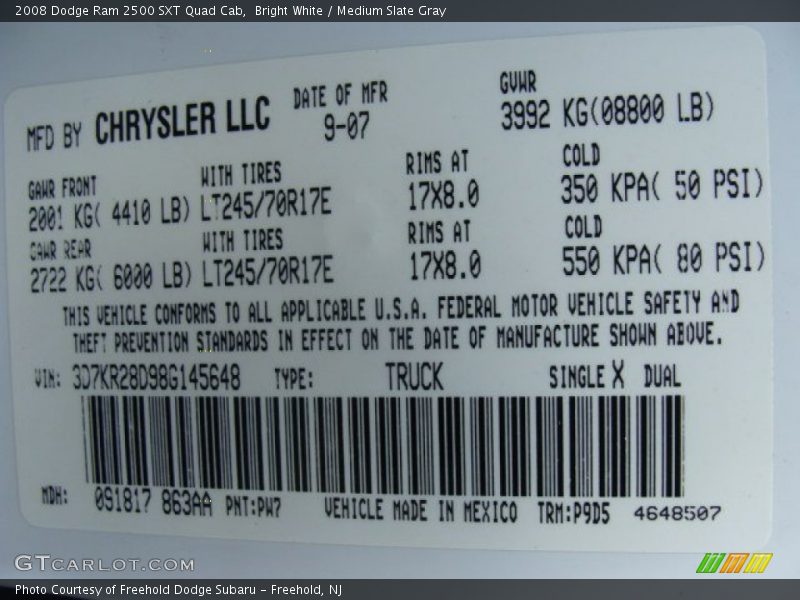 2008 Dodge Ram 2500 SXT Quad Cab,  Bright White / Medium Slate Gray
MFD BY CHRYSLER LLC DATE OF MFR GVWR
9-07 3992 KG(08800 LB)
GAWR FRONT WITH TIRES RIMS AT COLD
2001 KG( 4410 LB) LT245/70R17E 17X8.0 350 KPA( 50 PSI)
GAWR REAR WITH TIRES RIMS AT COLD
2722 KG( 6000 LB) LT245/70R17E 17X8.0 550 KPA( 80 PSI)
THIS VEHICLE CONFORMS TO ALL APPLICABLE U.S.A. FEDERAL MOTOR VEHICLE SAFETY AND
THEFT PREVENTION STANDARDS IN EFFECT ON THE DATE OF MANUFACTURE SHOWN ABOVE.
VIN: 3D7KR28D98G145648 TYPE: TRUCK SINGLE X DUAL
MDH: 091817 863AA PNT:PW7 VEHICLE MADE IN MEXICO TRM:P9D5 4648507
GTCARLOT.COM
Photo Courtesy of Freehold Dodge Subaru - Freehold, NJ